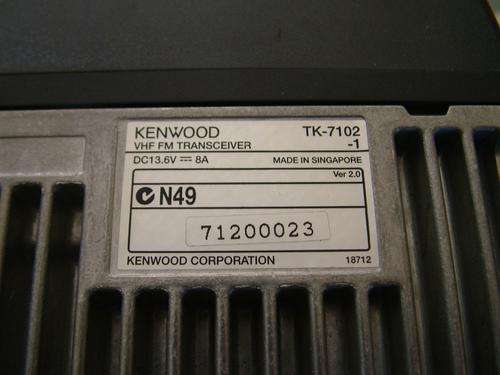 KENWOOD TK-7102
VHF FM TRANSCEIVER -1
DC13.6V ⎓ 8A MADE IN SINGAPORE
Ver 2.0
N49
71200023
KENWOOD CORPORATION 18712